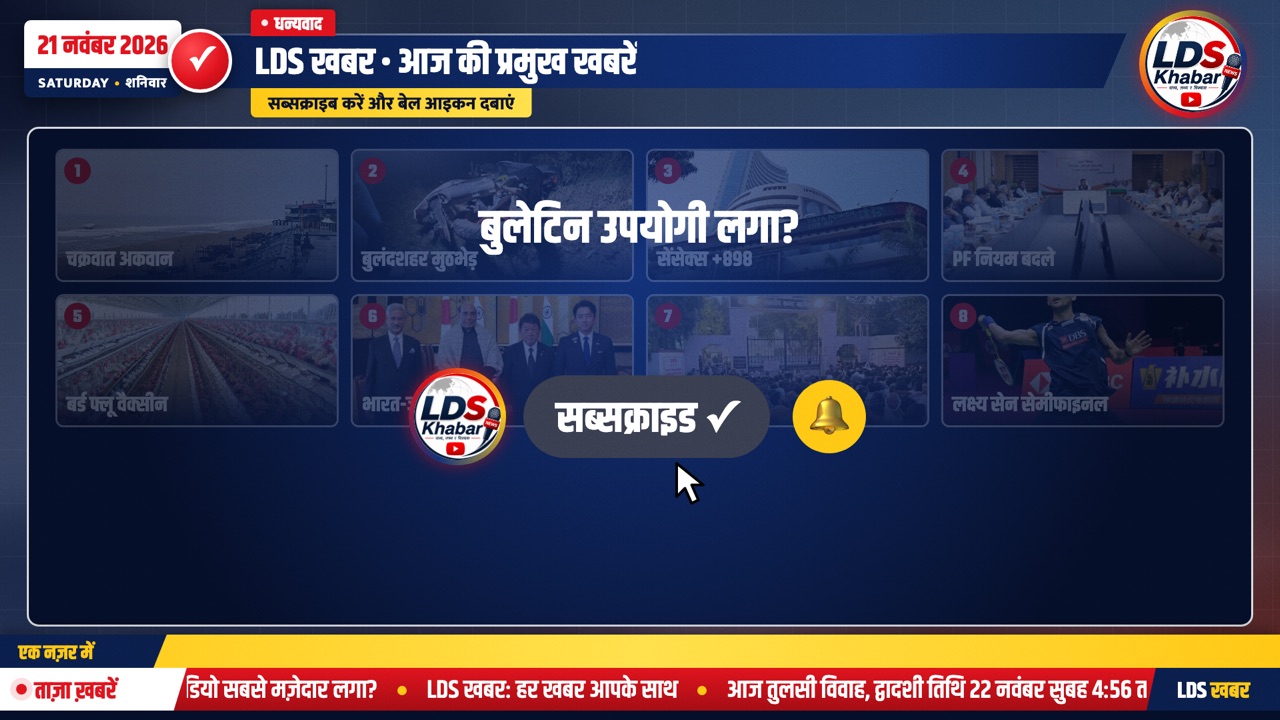 21 नवंबर 2026
SATURDAY • शनिवार
• धन्यवाद
LDS खबर • आज की प्रमुख खबरें
सब्सक्राइब करें और बेल आइकन दबाएं
LDS
Khabar
NEWS
1
चक्रवात अकवान
2
बुलंदशहर मुठभेड़
3
सेंसेक्स +898
4
PF नियम बदले
बुलेटिन उपयोगी लगा?
5
बर्ड फ्लू वैक्सीन
6
भारत-
7
8
लक्ष्य सेन सेमीफाइनल
LDS
Khabar
NEWS
सब्सक्राइड ✓
एक नज़र में
ताज़ा ख़बरें
डियो सबसे मज़ेदार लगा? • LDS खबर: हर खबर आपके साथ • आज तुलसी विवाह, द्वादशी तिथि 22 नवंबर सुबह 4:56 त
LDS खबर